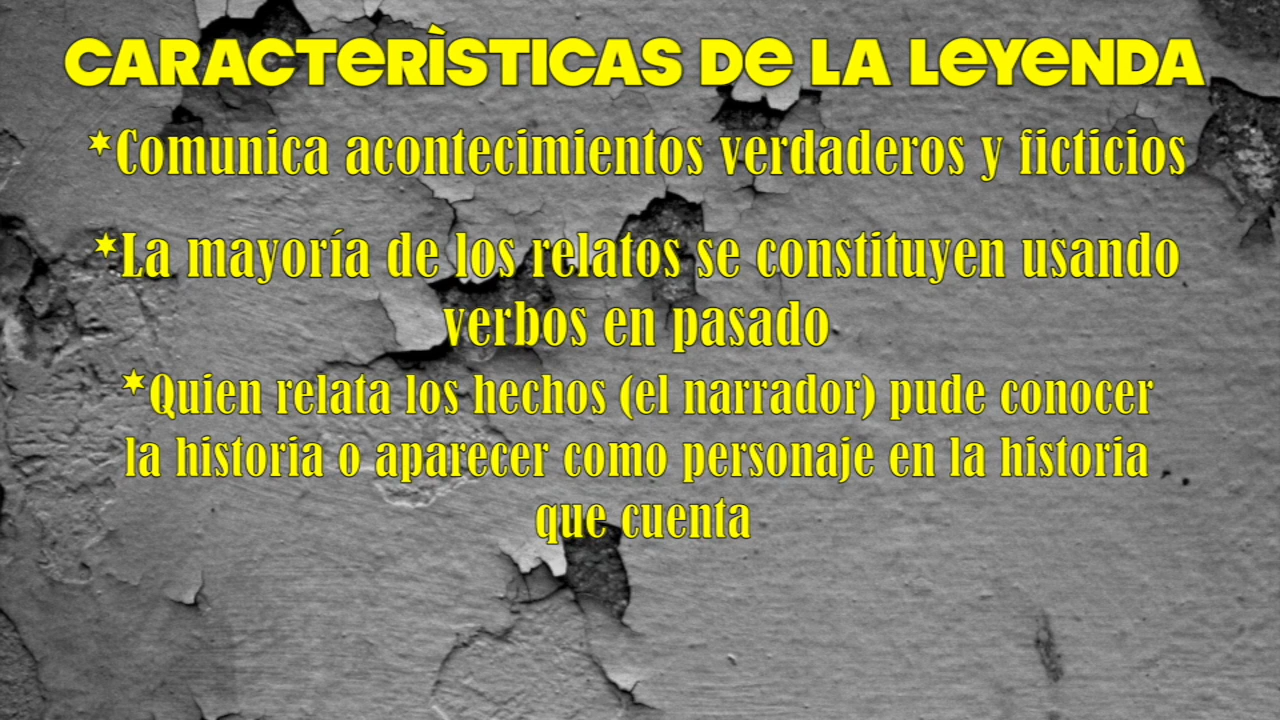 CARACTERÌSTICAS DE LA LEYENDA
*Comunica acontecimientos verdaderos y ficticios
*La mayoría de los relatos se constituyen usando
verbos en pasado
*Quien relata los hechos (el narrador) pude conocer
la historia o aparecer como personaje en la historia
que cuenta